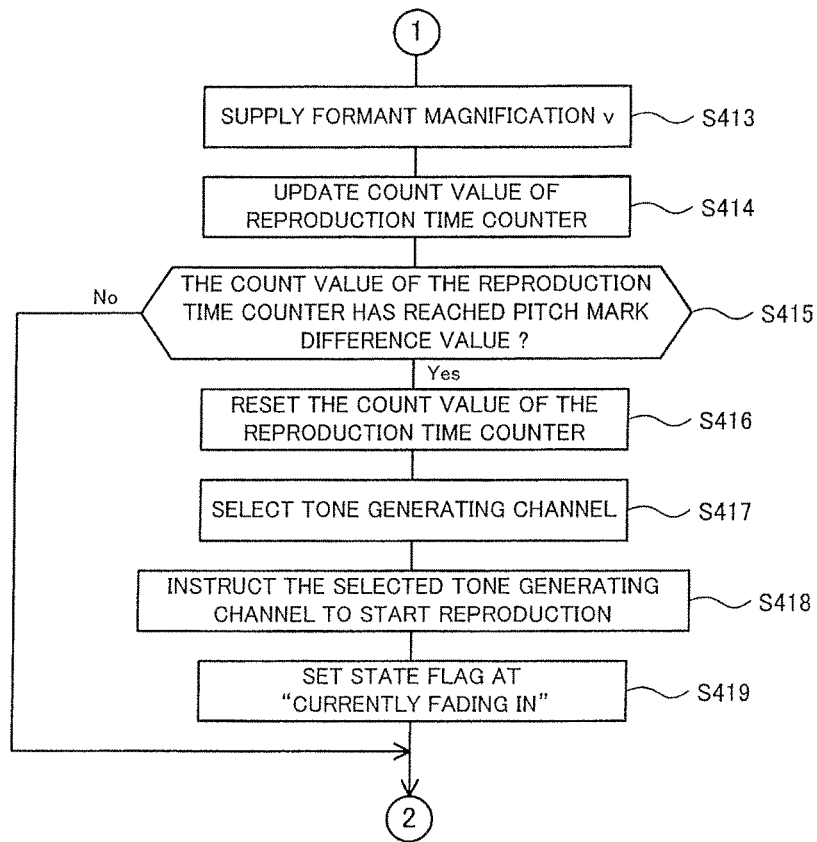 1
SUPPLY FORMANT MAGNIFICATION v
S413
UPDATE COUNT VALUE OF
REPRODUCTION TIME COUNTER
S414
No
THE COUNT VALUE OF THE REPRODUCTION
TIME COUNTER HAS REACHED PITCH MARK
DIFFERENCE VALUE ?
S415
Yes
RESET THE COUNT VALUE OF THE
REPRODUCTION TIME COUNTER
S416
SELECT TONE GENERATING CHANNEL
S417
INSTRUCT THE SELECTED TONE GENERATING
CHANNEL TO START REPRODUCTION
S418
SET STATE FLAG AT
“CURRENTLY FADING IN”
S419
2